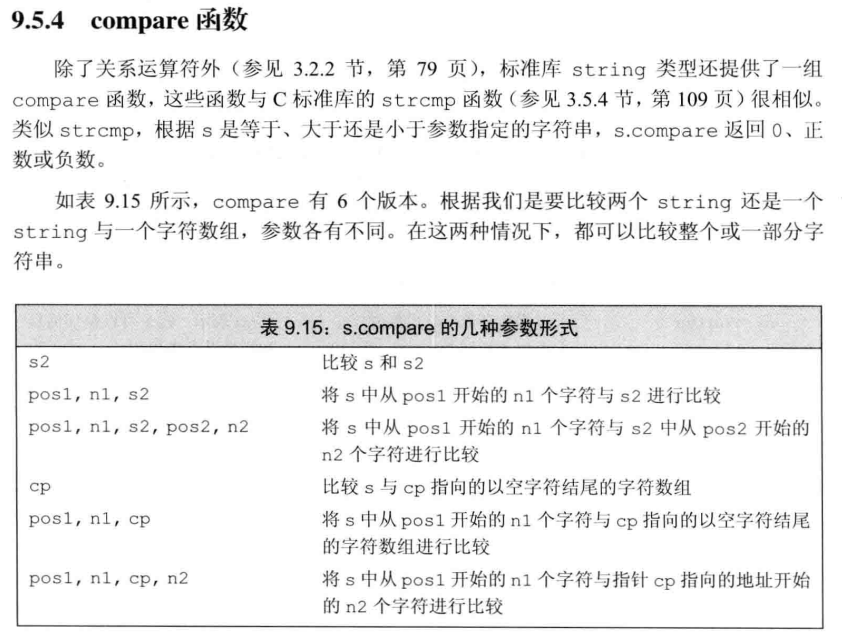 9.5.4 compare 函数
除了关系运算符外（参见 3.2.2 节，第 79 页），标准库 string 类型还提供了一组
compare 函数，这些函数与 C 标准库的 strcmp 函数（参见 3.5.4 节，第 109 页）很相似。
类似 strcmp，根据 s 是等于、大于还是小于参数指定的字符串，s.compare 返回 0、正
数或负数。
如表 9.15 所示，compare 有 6 个版本。根据我们是要比较两个 string 还是一个
string 与一个字符数组，参数各有不同。在这两种情况下，都可以比较整个或一部分字
符串。
表 9.15：s.compare 的几种参数形式
s2 比较 s 和 s2
pos1, n1, s2 将 s 中从 pos1 开始的 n1 个字符与 s2 进行比较
pos1, n1, s2, pos2, n2 将 s 中从 pos1 开始的 n1 个字符与 s2 中从 pos2 开始的
n2 个字符进行比较
cp 比较 s 与 cp 指向的以空字符结尾的字符数组
pos1, n1, cp 将 s 中从 pos1 开始的 n1 个字符与 cp 指向的以空字符结尾
的字符数组进行比较
pos1, n1, cp, n2 将 s 中从 pos1 开始的 n1 个字符与指针 cp 指向的地址开始
的 n2 个字符进行比较